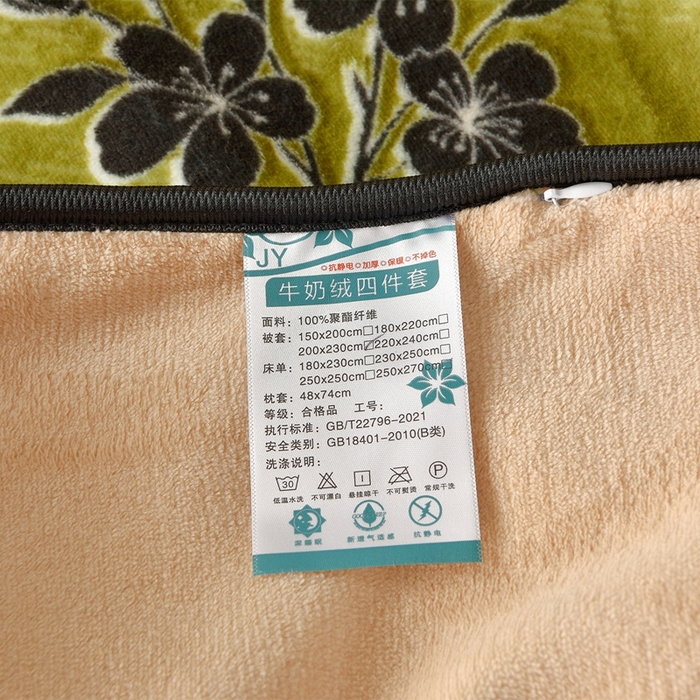 JY
○抗静电○加厚○保暖○不掉色
牛奶绒四件套
面料：100%聚酯纤维
被套：150x200cm□180x220cm□
200x230cm☑220x240cm□
床单：180x230cm□230x250cm□
250x250cm□250x270cm□
枕套：48x74cm
等级：合格品 工号：
执行标准：GB/T22796-2021
安全类别：GB18401-2010(B类)
洗涤说明：
30 P
低温水洗 不可漂白 悬挂晾干 不可熨烫 常规干洗
深睡眠 新透气适感 抗静电